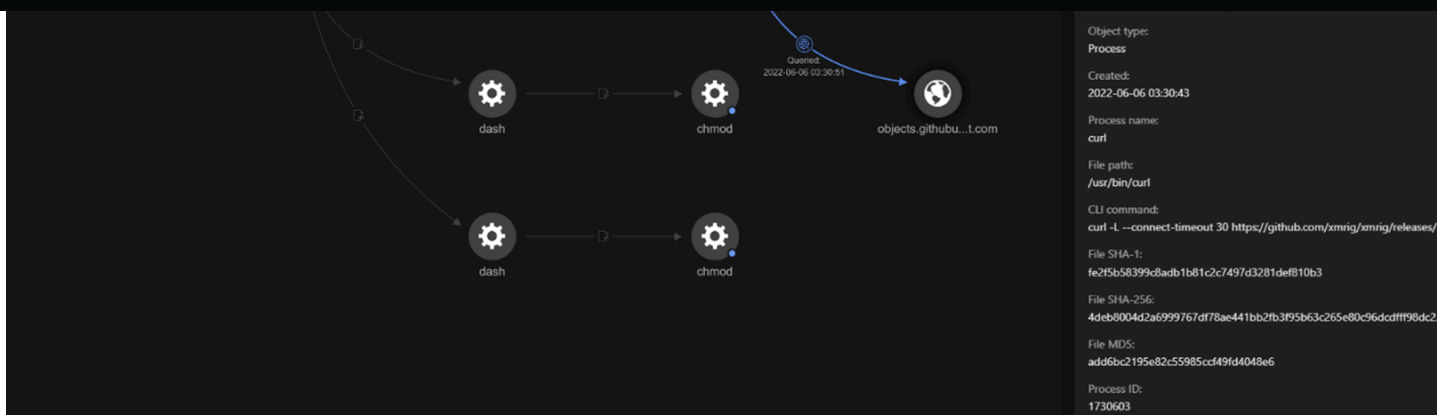 Queried:
2022-06-06 03:30:51
dash
chmod
objects.githubu...t.com
dash
chmod
Object type:
Process
Created:
2022-06-06 03:30:43
Process name:
curl
File path:
/usr/bin/curl
CLI command:
curl -L --connect-timeout 30 https://github.com/xmrig/xmrig/releases/
File SHA-1:
fe2f5b58399c8adb1b81c2c7497d3281def810b3
File SHA-256:
4deb8004d2a6999767df78ae441bb2fb3f95b63c265e80c96dcdfff98dc2.
File MD5:
add6bc2195e82c55985ccf49fd4048e6
Process ID:
1730603